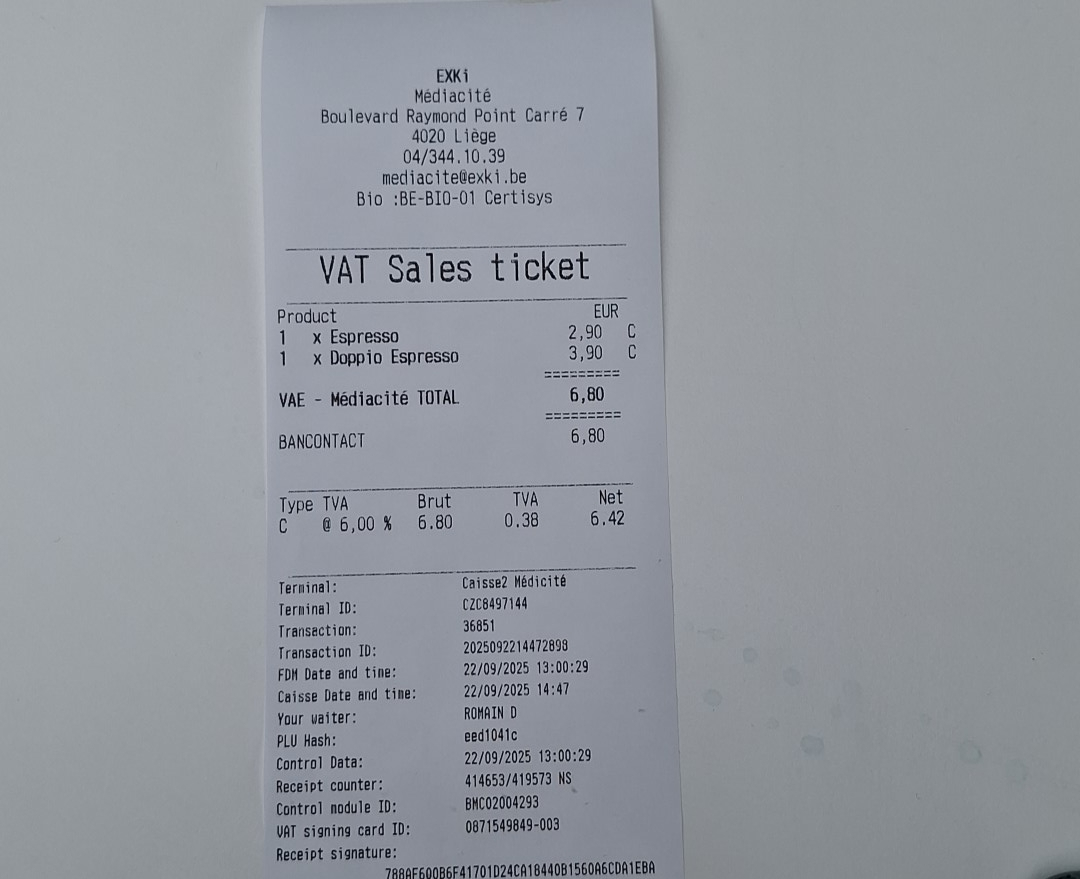 EXKi
Médiacité
Boulevard Raymond Point Carré 7
4020 Liège
04/344.10.39
mediacite@exki.be
Bio :BE-BIO-01 Certisys
VAT Sales ticket
Product EUR
1 x Espresso 2,90 C
1 x Doppio Espresso 3,90 C
=========
VAE - Médiacité TOTAL 6,80
=========
BANCONTACT 6,80
Type TVA Brut TVA Net
C @ 6,00 % 6.80 0.38 6.42
Terminal: Caisse2 Médicité
Terminal ID: CZC8497144
Transaction: 36851
Transaction ID: 2025092214472898
FDM Date and time: 22/09/2025 13:00:29
Caisse Date and time: 22/09/2025 14:47
Your waiter: ROMAIN D
PLU Hash: eed1041c
Control Data: 22/09/2025 13:00:29
Receipt counter: 414653/419573 NS
Control module ID: BMC02004293
VAT signing card ID: 0871549849-003
Receipt signature:
788AF600B6F41701D24CA18440B1560A6CDA1EBA